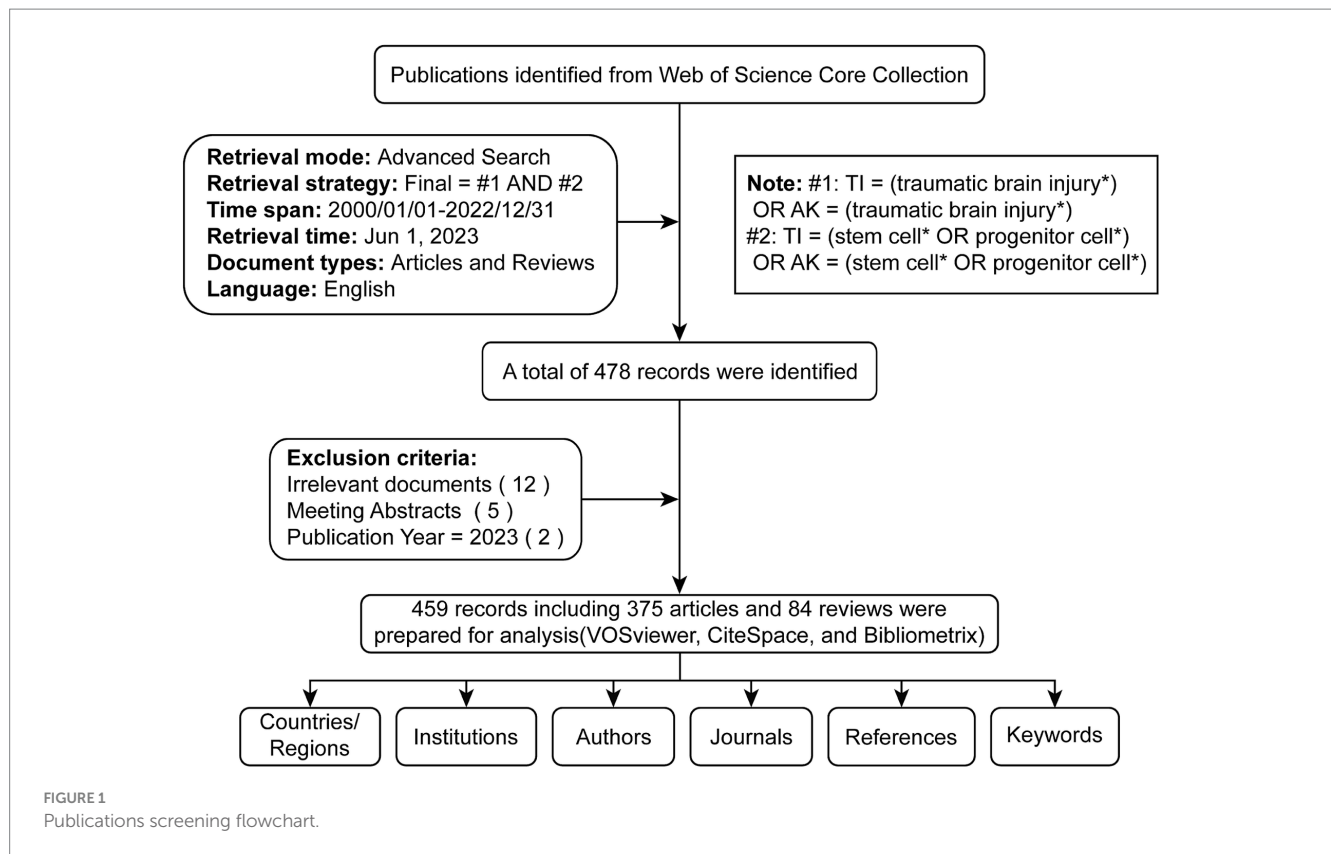 Publications identified from Web of Science Core Collection
Retrieval mode: Advanced Search
Retrieval strategy: Final = #1 AND #2
Time span: 2000/01/01-2022/12/31
Retrieval time: Jun 1, 2023
Document types: Articles and Reviews
Language: English
Note: #1: TI = (traumatic brain injury*)
OR AK = (traumatic brain injury*)
#2: TI = (stem cell* OR progenitor cell*)
OR AK = (stem cell* OR progenitor cell*)
A total of 478 records were identified
Exclusion criteria:
Irrelevant documents ( 12 )
Meeting Abstracts ( 5 )
Publication Year = 2023 ( 2 )
459 records including 375 articles and 84 reviews were
prepared for analysis(VOSviewer, CiteSpace, and Bibliometrix)
Countries/
Regions
Institutions
Authors
Journals
References
Keywords
FIGURE 1
Publications screening flowchart.